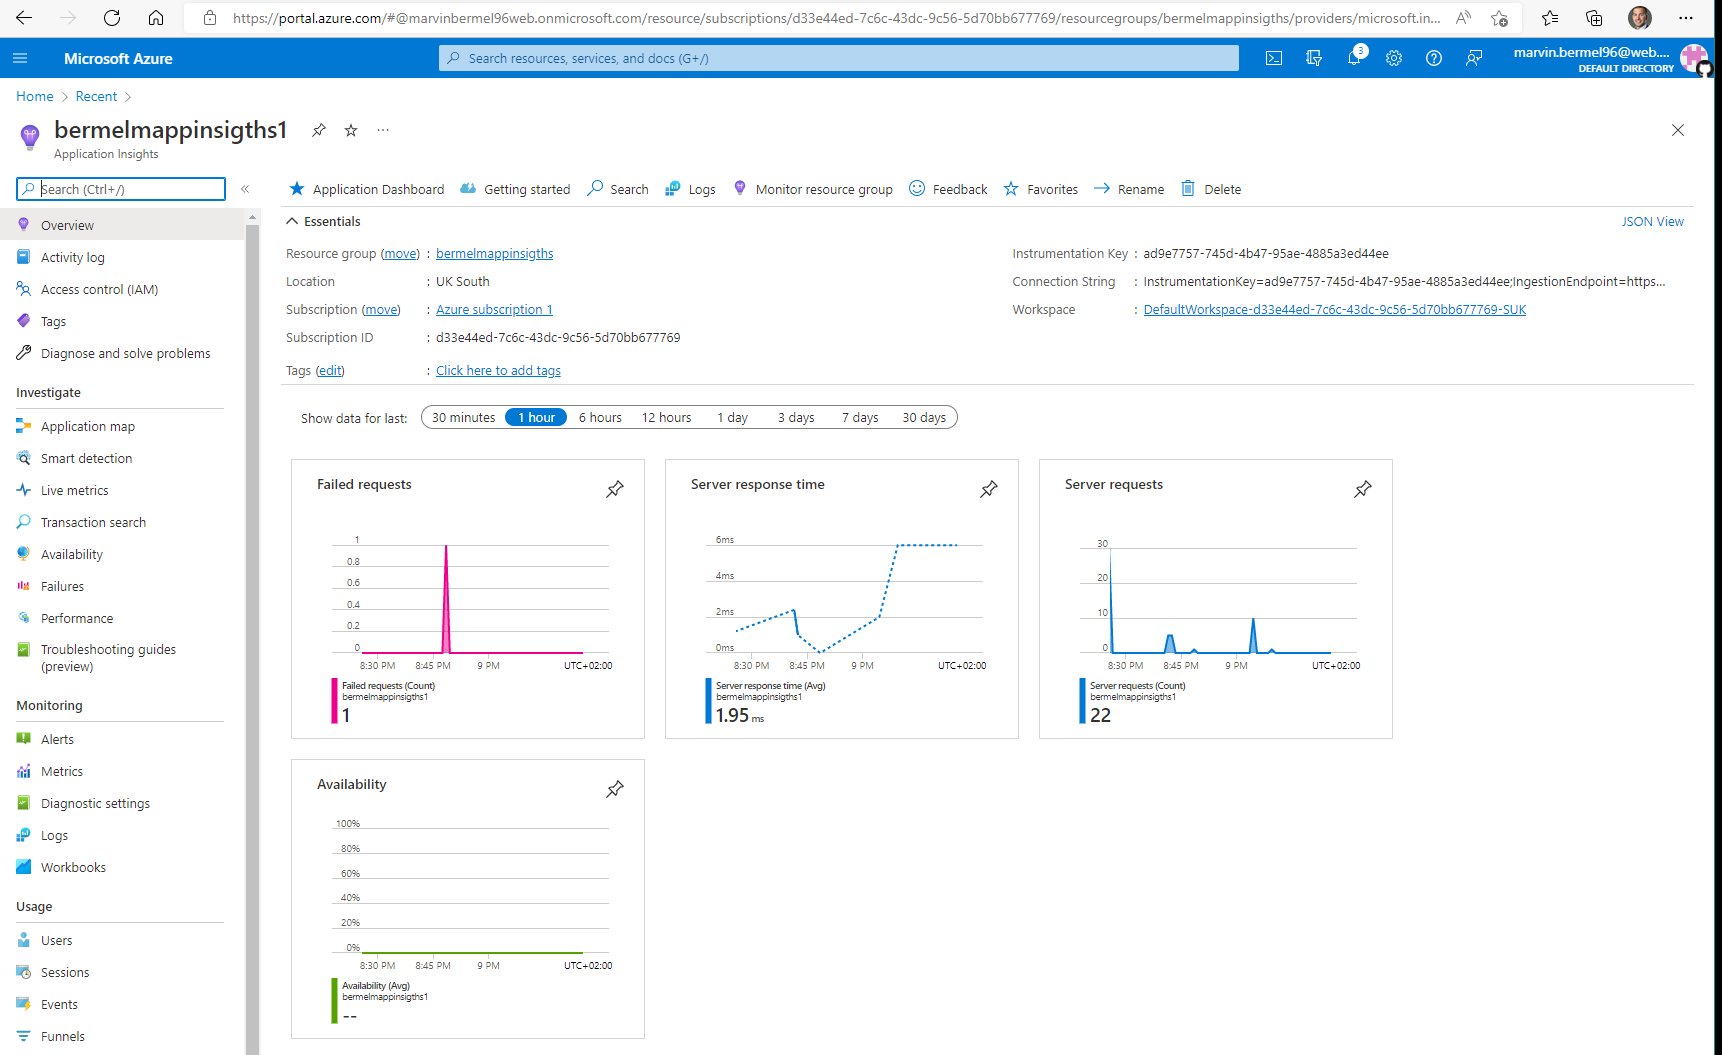 https://portal.azure.com/#@marvinbermel96web.onmicrosoft.com/resource/subscriptions/d33e44ed-7c6c-43dc-9c56-5d70bb677769/resourcegroups/bermelmappinsigths/providers/microsoft.in...
Microsoft Azure
Search resources, services, and docs (G+/)
3
marvin.bermel96@web....
DEFAULT DIRECTORY
Home > Recent >
bermelmappinsigths1
Application Insights
Search (Ctrl+/)
Overview
Activity log
Access control (IAM)
Tags
Diagnose and solve problems
Investigate
Application map
Smart detection
Live metrics
Transaction search
Availability
Failures
Performance
Troubleshooting guides
(preview)
Monitoring
Alerts
Metrics
Diagnostic settings
Logs
Workbooks
Usage
Users
Sessions
Events
Funnels
Application Dashboard Getting started Search Logs Monitor resource group Feedback Favorites Rename Delete
Essentials
JSON View
Resource group (move) : bermelmappinsigths
Location : UK South
Subscription (move) : Azure subscription 1
Subscription ID : d33e44ed-7c6c-43dc-9c56-5d70bb677769
Tags (edit) : Click here to add tags
Instrumentation Key : ad9e7757-745d-4b47-95ae-4885a3ed44ee
Connection String : InstrumentationKey=ad9e7757-745d-4b47-95ae-4885a3ed44ee;IngestionEndpoint=https...
Workspace : DefaultWorkspace-d33e44ed-7c6c-43dc-9c56-5d70bb677769-SUK
Show data for last: 30 minutes 1 hour 6 hours 12 hours 1 day 3 days 7 days 30 days
Failed requests
1
0.8
0.6
0.4
0.2
0
8:30 PM 8:45 PM 9 PM UTC+02:00
Failed requests (Count)
bermelmappinsigths1
1
Server response time
6ms
4ms
2ms
0ms
8:30 PM 8:45 PM 9 PM UTC+02:00
Server response time (Avg)
bermelmappinsigths1
1.95 ms
Server requests
30
20
10
0
8:30 PM 8:45 PM 9 PM UTC+02:00
Server requests (Count)
bermelmappinsigths1
22
Availability
100%
80%
60%
40%
20%
0%
8:30 PM 8:45 PM 9 PM UTC+02:00
Availability (Avg)
bermelmappinsigths1
--